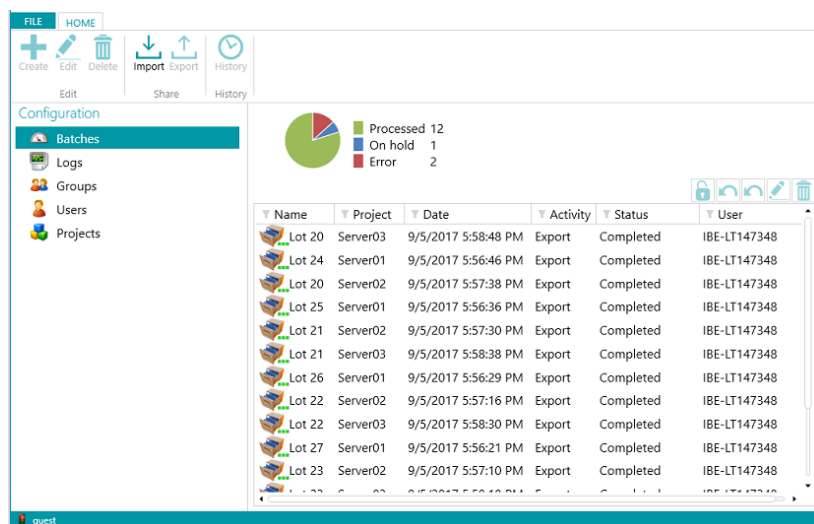 FILE HOME
Create Edit Delete Import Export History
Edit Share History
Configuration
Batches
Logs
Groups
Users
Projects
Processed 12
On hold 1
Error 2
Name Project Date Activity Status User
Lot 20 Server03 9/5/2017 5:58:48 PM Export Completed IBE-LT147348
Lot 24 Server01 9/5/2017 5:56:46 PM Export Completed IBE-LT147348
Lot 20 Server02 9/5/2017 5:57:38 PM Export Completed IBE-LT147348
Lot 25 Server01 9/5/2017 5:56:36 PM Export Completed IBE-LT147348
Lot 21 Server02 9/5/2017 5:57:30 PM Export Completed IBE-LT147348
Lot 21 Server03 9/5/2017 5:58:38 PM Export Completed IBE-LT147348
Lot 26 Server01 9/5/2017 5:56:29 PM Export Completed IBE-LT147348
Lot 22 Server02 9/5/2017 5:57:16 PM Export Completed IBE-LT147348
Lot 22 Server03 9/5/2017 5:58:30 PM Export Completed IBE-LT147348
Lot 27 Server01 9/5/2017 5:56:21 PM Export Completed IBE-LT147348
Lot 23 Server02 9/5/2017 5:57:10 PM Export Completed IBE-LT147348
guest